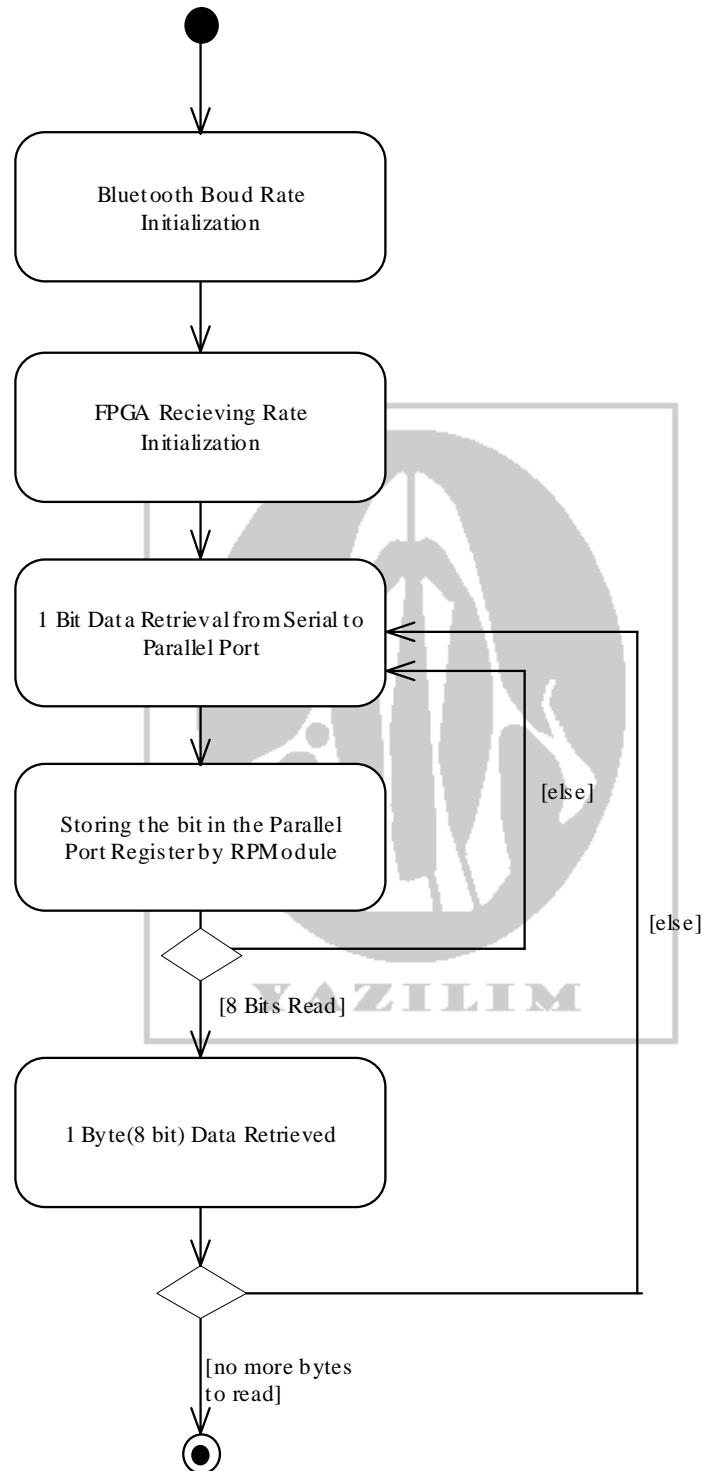 Bluetooth Boud Rate
Initialization
FPGA Recieving Rate
Initialization
1 Bit Data Retrieval from Serial to
Parallel Port
Storing the bit in the Parallel
Port Register by RPModule
[else]
[else]
[8 Bits Read]
YAZILIM
1 Byte(8 bit) Data Retrieved
[no more bytes
to read]